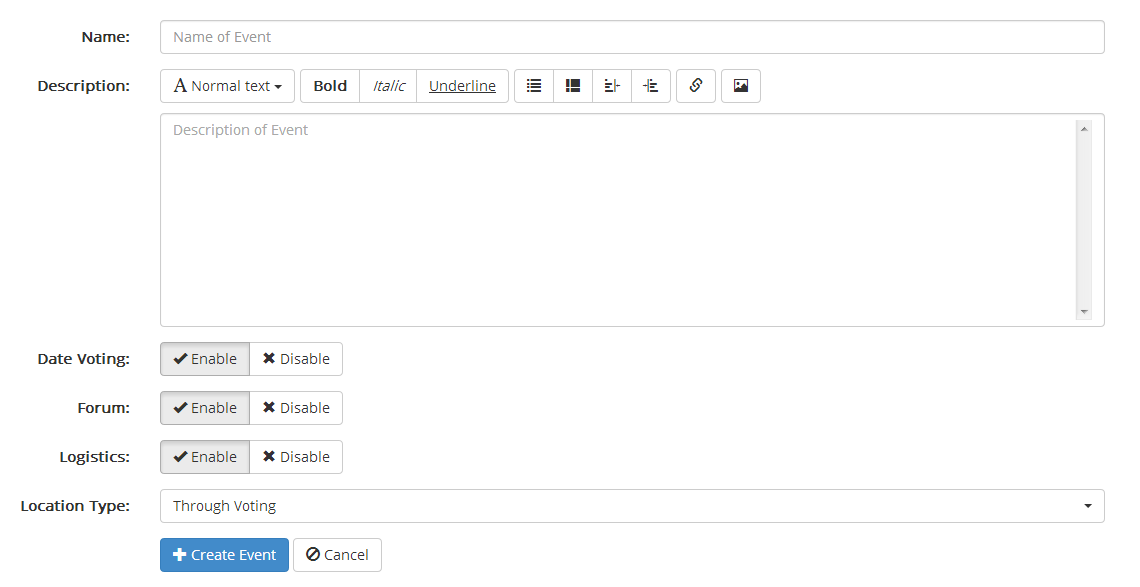 Name: Name of Event
Description: A Normal text Bold Italic Underline
Description of Event
Date Voting: Enable Disable
Forum: Enable Disable
Logistics: Enable Disable
Location Type: Through Voting
Create Event Cancel